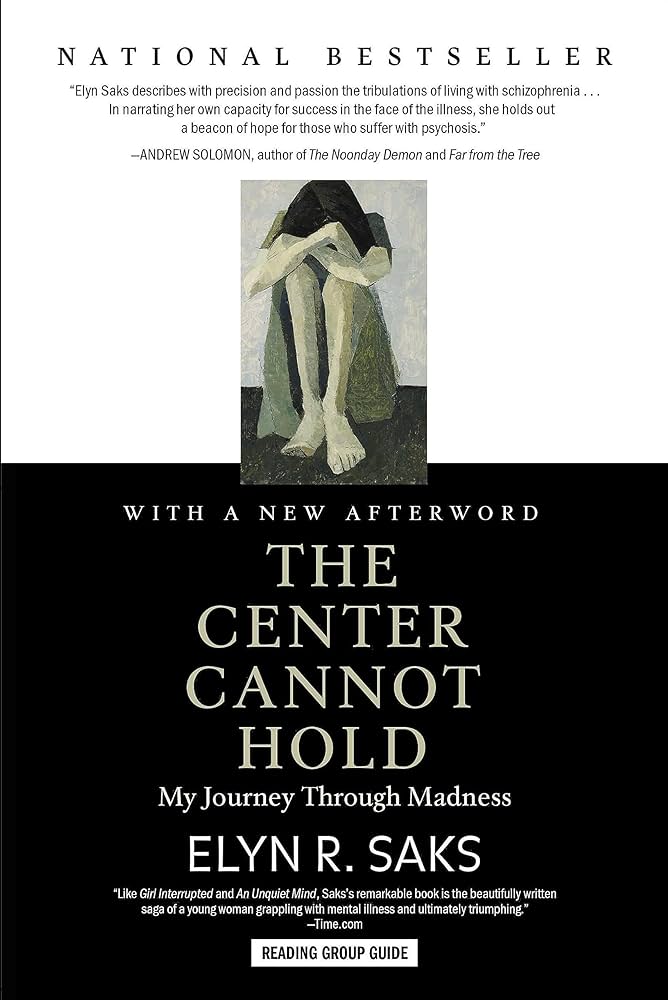 NATIONAL BESTSELLER
“Elyn Saks describes with precision and passion the tribulations of living with schizophrenia . . .
In narrating her own capacity for success in the face of the illness, she holds out
a beacon of hope for those who suffer with psychosis.”
—ANDREW SOLOMON, author of The Noonday Demon and Far from the Tree
WITH A NEW AFTERWORD
THE
CENTER
CANNOT
HOLD
My Journey Through Madness
ELYN R. SAKS
“Like Girl Interrupted and An Unquiet Mind, Saks’s remarkable book is the beautifully written
saga of a young woman grappling with mental illness and ultimately triumphing.”
—Time.com
READING GROUP GUIDE